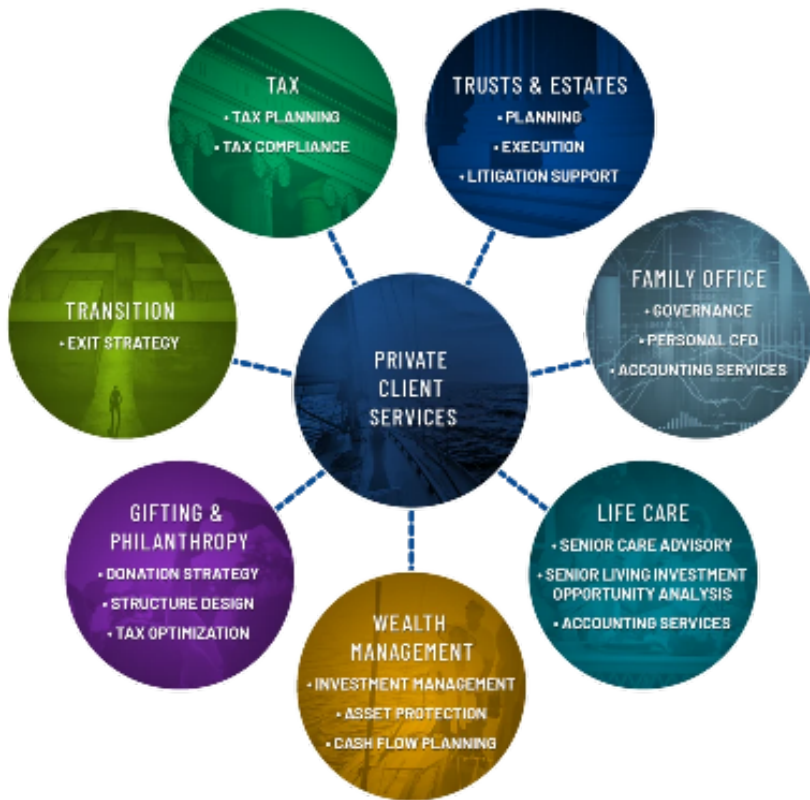 TAX
• TAX PLANNING
• TAX COMPLIANCE
TRUSTS & ESTATES
• PLANNING
• EXECUTION
• LITIGATION SUPPORT
FAMILY OFFICE
• GOVERNANCE
• PERSONAL CFO
• ACCOUNTING SERVICES
TRANSITION
• EXIT STRATEGY
PRIVATE
CLIENT
SERVICES
GIFTING &
PHILANTHROPY
• DONATION STRATEGY
• STRUCTURE DESIGN
• TAX OPTIMIZATION
LIFE CARE
• SENIOR CARE ADVISORY
• SENIOR LIVING INVESTMENT
OPPORTUNITY ANALYSIS
• ACCOUNTING SERVICES
WEALTH
MANAGEMENT
• INVESTMENT MANAGEMENT
• ASSET PROTECTION
• CASH FLOW PLANNING